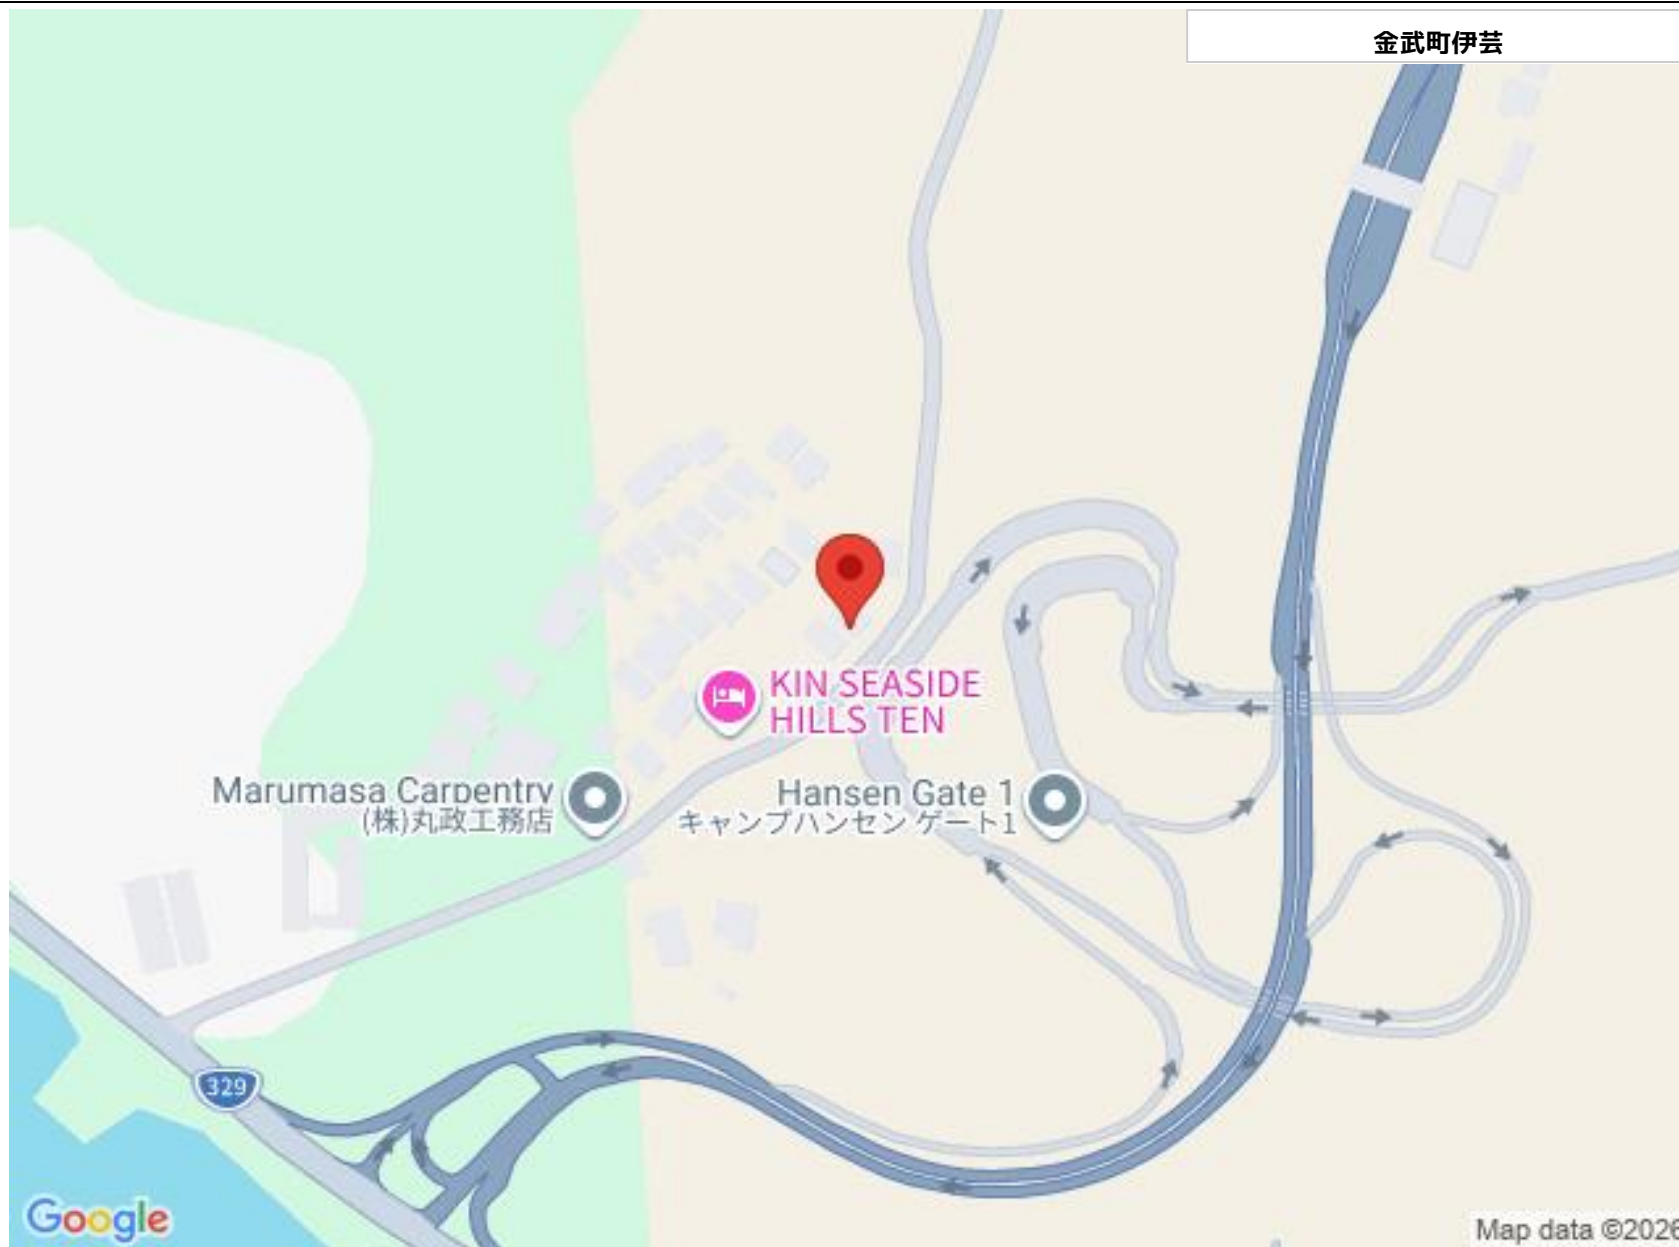 金武町伊芸
KIN SEASIDE
HILLS TEN
Marumasa Carpentry
(株)丸政工務店
Hansen Gate 1
キャンプハンセン ゲート1
329
Google
Map data ©2026